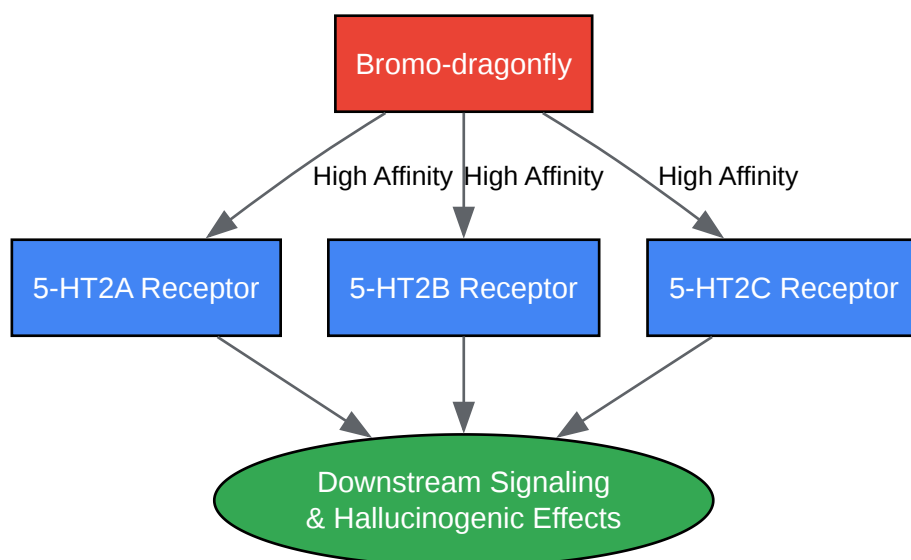 Bromo-dragonfly
High Affinity High Affinity High Affinity
5-HT2A Receptor 5-HT2B Receptor 5-HT2C Receptor
Downstream Signaling
& Hallucinogenic Effects